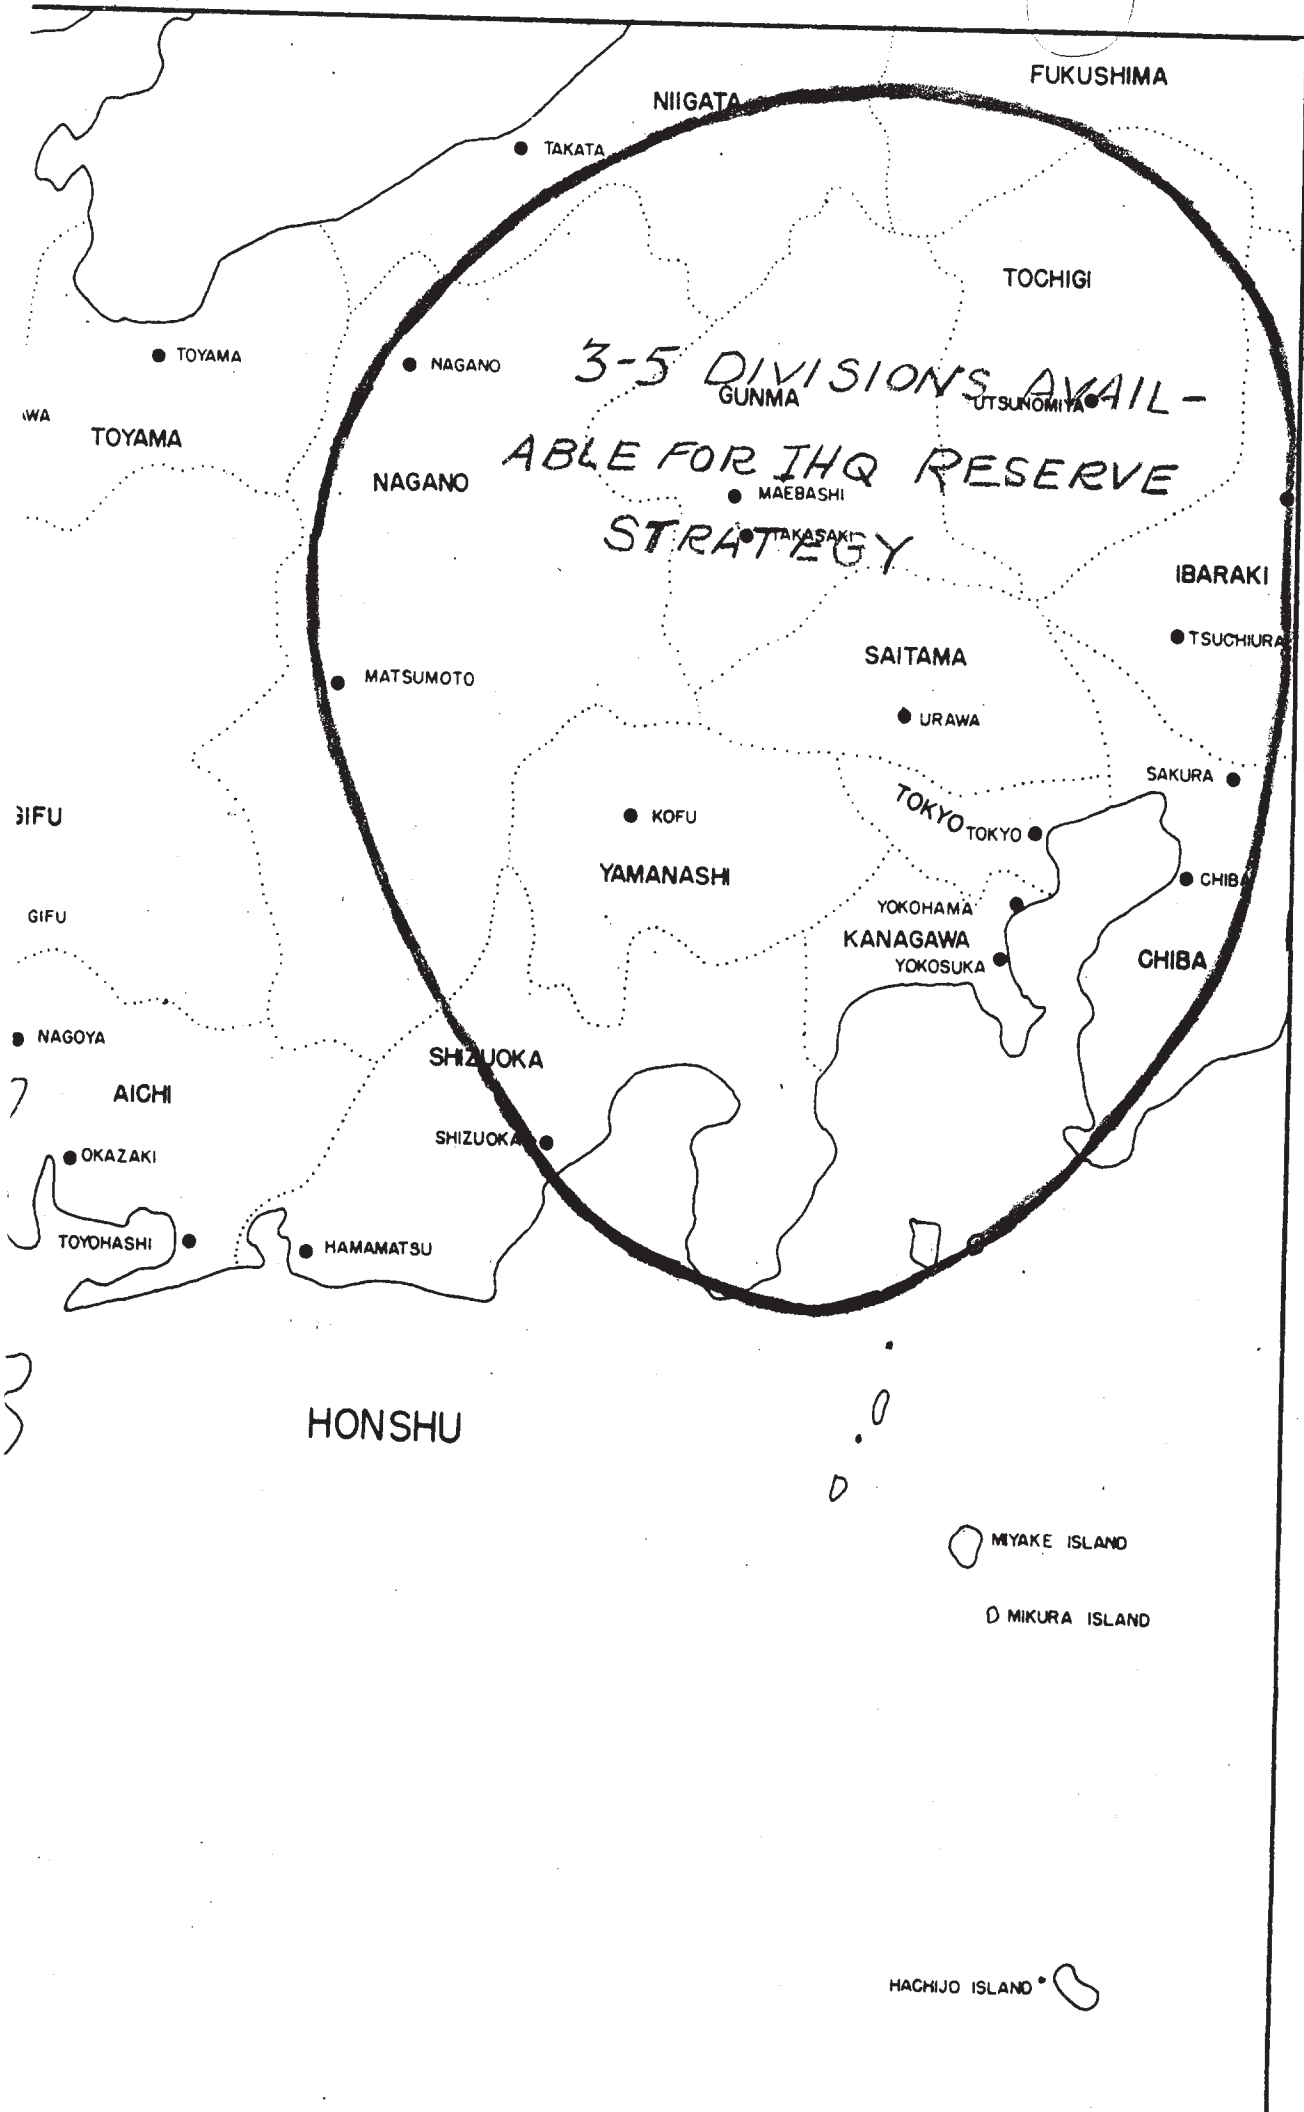 FUKUSHIMA
NIIGATA
TAKATA
TOCHIGI
TOYAMA
NAGANO
3-5 DIVISIONS AVAIL-
GUNMA
UTSUNOMIYA
WA
TOYAMA
ABLE FOR IHQ RESERVE
NAGANO
MAEBASHI
STRATEGY
TAKASAKI
IBARAKI
TSUCHIURA
SAITAMA
MATSUMOTO
URAWA
SAKURA
TOKYO
TOKYO
GIFU
KOFU
YAMANASHI
CHIBA
YOKOHAMA
GIFU
KANAGAWA
YOKOSUKA
CHIBA
NAGOYA
SHIZUOKA
AICHI
SHIZUOKA
OKAZAKI
TOYOHASHI
HAMAMATSU
HONSHU
MIYAKE ISLAND
MIKURA ISLAND
HACHIJO ISLAND